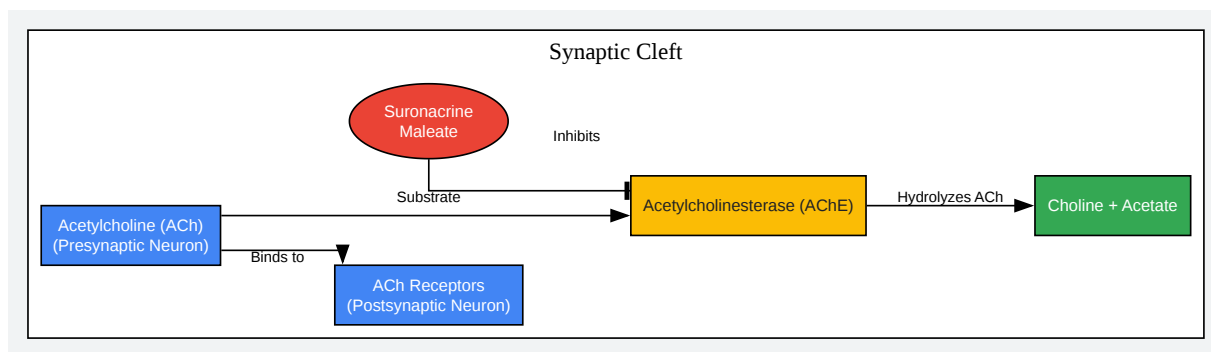 Synaptic Cleft
Suronacrine
Maleate
Inhibits
Substrate
Acetylcholinesterase (AChE)
Hydrolyzes ACh
Choline + Acetate
Acetylcholine (ACh)
(Presynaptic Neuron)
Binds to
ACh Receptors
(Postsynaptic Neuron)